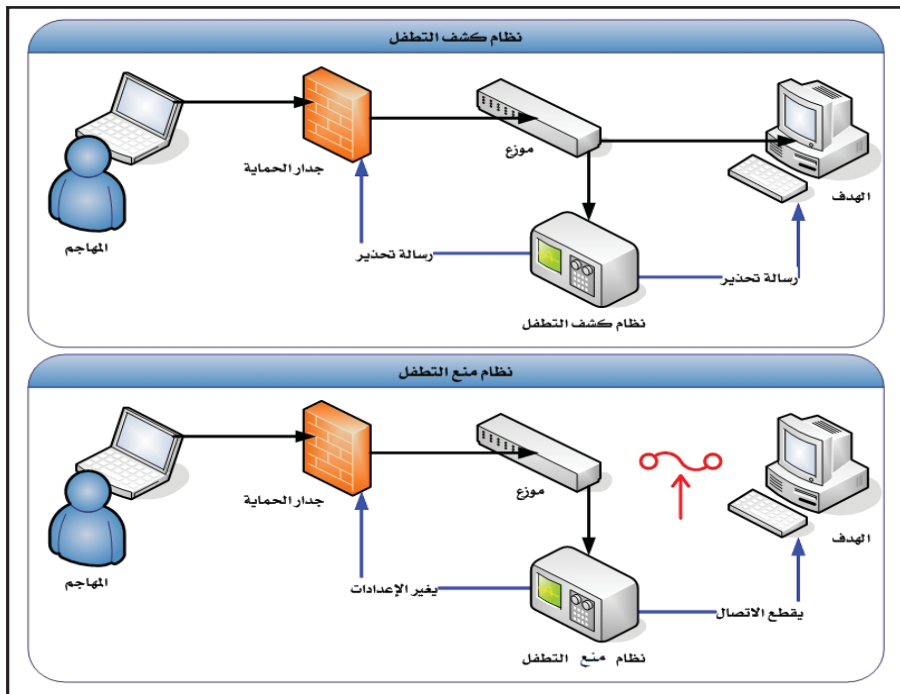 نظام كشف التطفل
موزع
جدار الحماية
الهدف
المهاجم
رسالة تحذير
رسالة تحذير
نظام كشف التطفل
نظام منع التطفل
موزع
جدار الحماية
الهدف
المهاجم
يغير الإعدادات
يقطع الاتصال
نظام منع التطفل